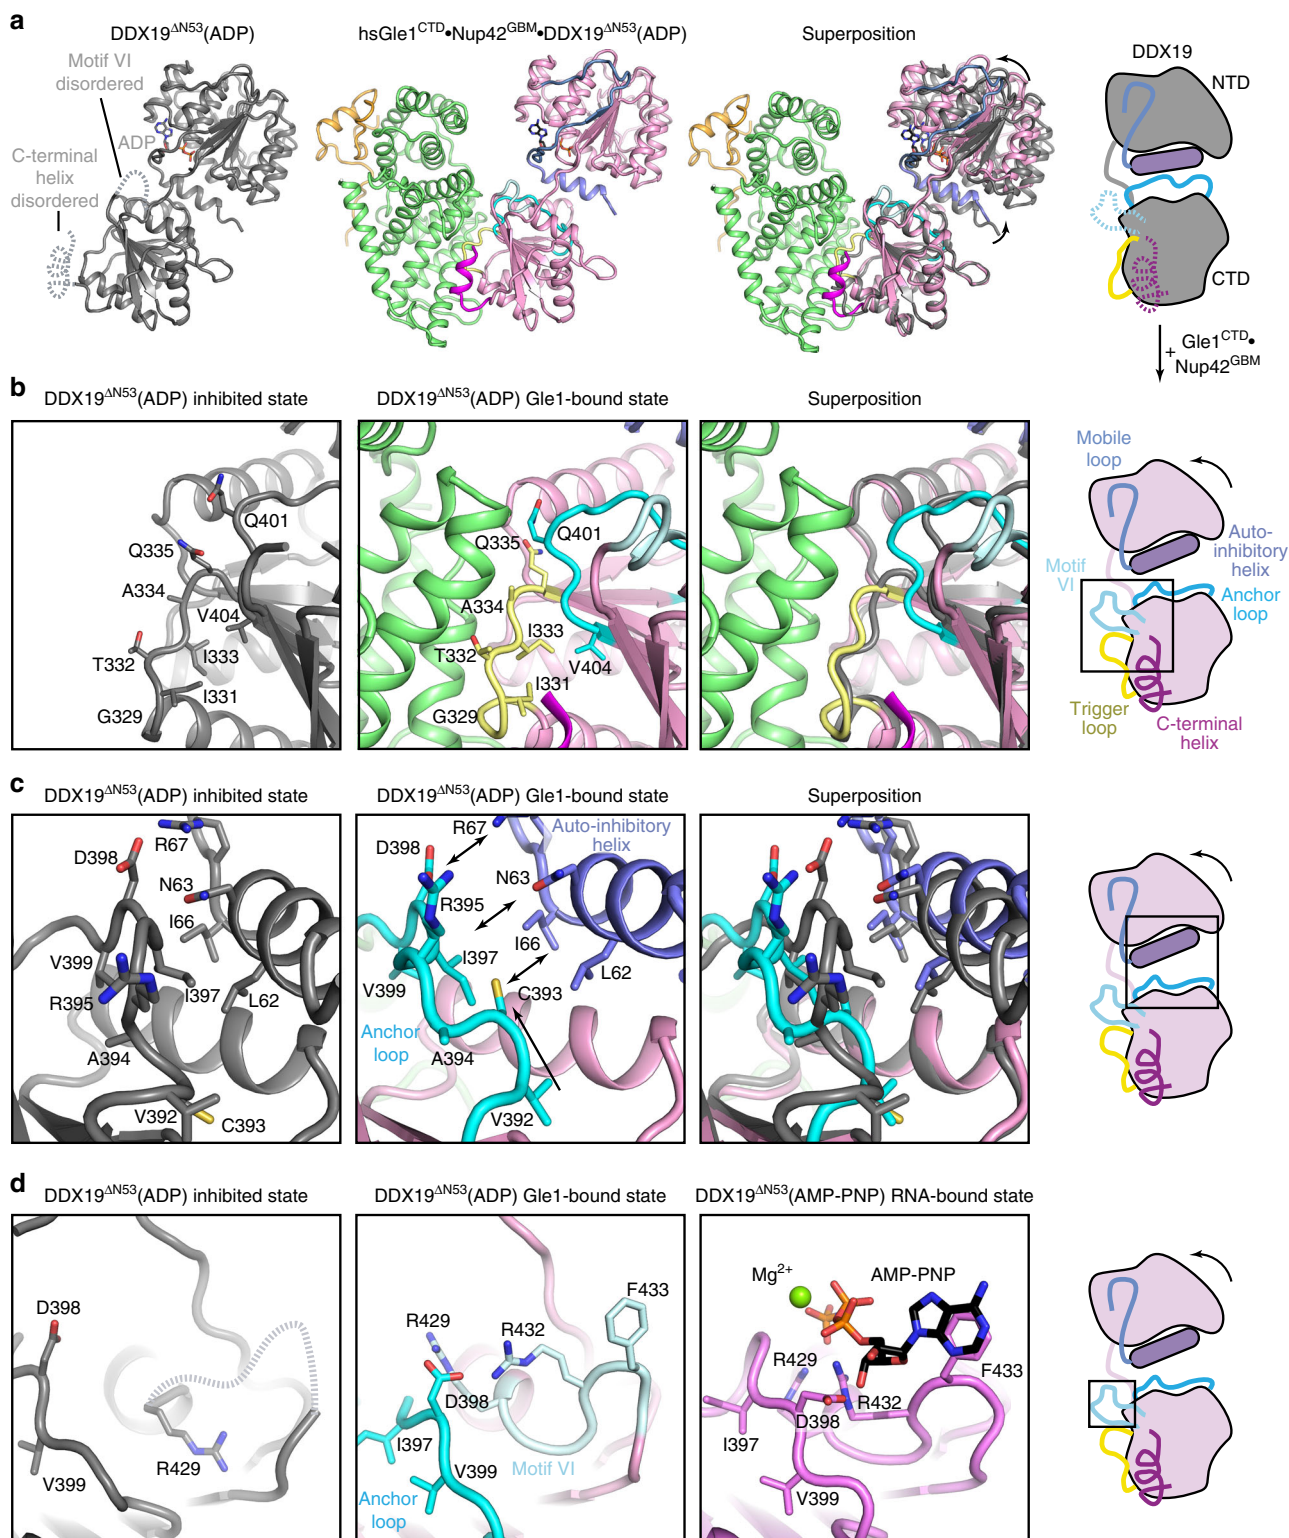 a
DDX19ΔN53(ADP)
hsGle1CTD•Nup42GBM•DDX19ΔN53(ADP)
Superposition
DDX19
Motif VI
disordered
ADP
C-terminal
helix
disordered
NTD
CTD
+ Gle1CTD•
Nup42GBM
b
DDX19ΔN53(ADP) inhibited state
DDX19ΔN53(ADP) Gle1-bound state
Superposition
Q401
Q335
A334
V404
T332
I333
I331
G329
Q401
Q335
A334
I333
T332
V404
I331
G329
Mobile
loop
Auto-
inhibitory
helix
Motif VI
Anchor
loop
Trigger
loop
C-terminal
helix
c
DDX19ΔN53(ADP) inhibited state
DDX19ΔN53(ADP) Gle1-bound state
Superposition
R67
D398
N63
I66
V399
I397
L62
R395
A394
V392
C393
R67
Auto-inhibitory
helix
D398
N63
R395
I66
I397
L62
V399
C393
Anchor
loop
A394
V392
d
DDX19ΔN53(ADP) inhibited state
DDX19ΔN53(ADP) Gle1-bound state
DDX19ΔN53(AMP-PNP) RNA-bound state
D398
R429
V399
F433
R429
R432
D398
I397
V399
Motif VI
Anchor
loop
Mg2+
AMP-PNP
R429
F433
R432
D398
I397
V399